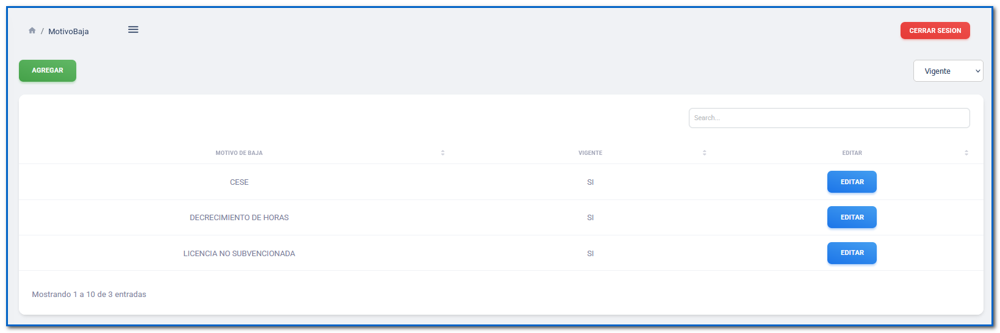 / MotivoBaja
CERRAR SESION
AGREGAR
Vigente
Search...
MOTIVO DE BAJA VIGENTE EDITAR
CESE SI EDITAR
DECRECIMIENTO DE HORAS SI EDITAR
LICENCIA NO SUBVENCIONADA SI EDITAR
Mostrando 1 a 10 de 3 entradas